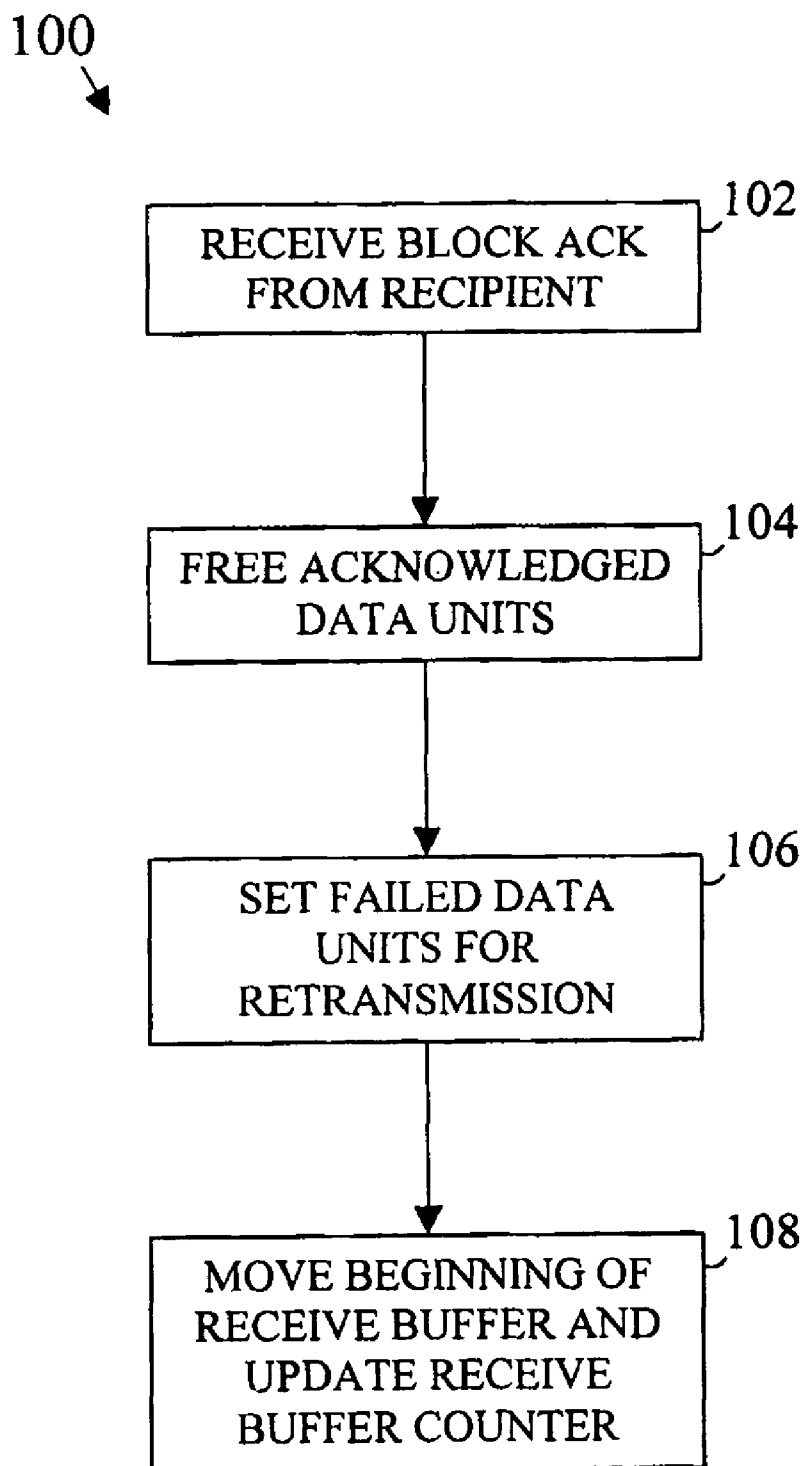 100
102
RECEIVE BLOCK ACK
FROM RECIPIENT
104
FREE ACKNOWLEDGED
DATA UNITS
106
SET FAILED DATA
UNITS FOR
RETRANSMISSION
108
MOVE BEGINNING OF
RECEIVE BUFFER AND
UPDATE RECEIVE
BUFFER COUNTER